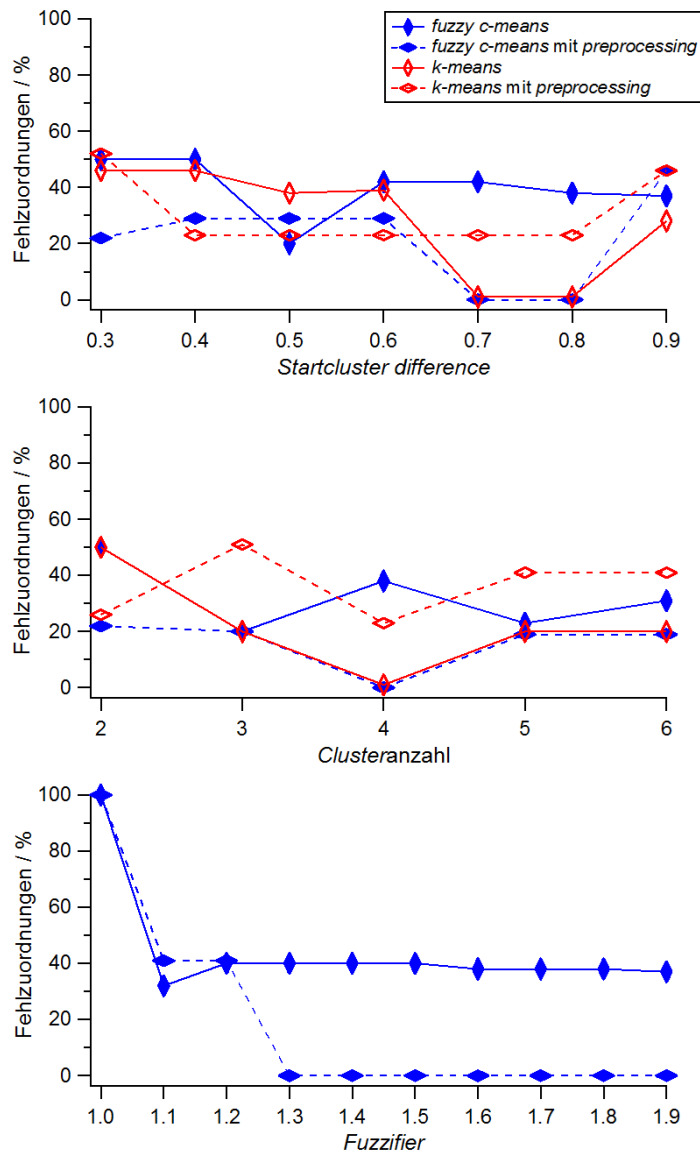 fuzzy c-means
fuzzy c-means mit preprocessing
k-means
k-means mit preprocessing
Fehlzuordnungen / %
100
80
60
40
20
0
0.3 0.4 0.5 0.6 0.7 0.8 0.9
Startcluster difference
Fehlzuordnungen / %
100
80
60
40
20
0
2 3 4 5 6
Clusteranzahl
Fehlzuordnungen / %
100
80
60
40
20
0
1.0 1.1 1.2 1.3 1.4 1.5 1.6 1.7 1.8 1.9
Fuzzifier